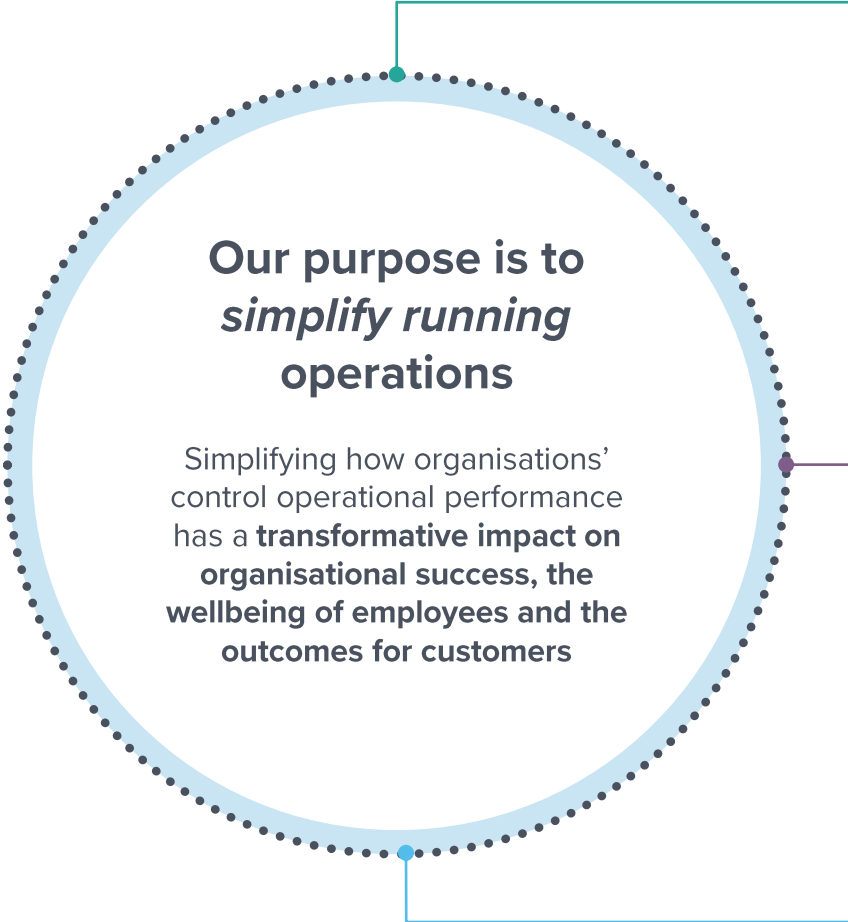 Our purpose is to
simplify running
operations
Simplifying how organisations’
control operational performance
has a transformative impact on
organisational success, the
wellbeing of employees and the
outcomes for customers